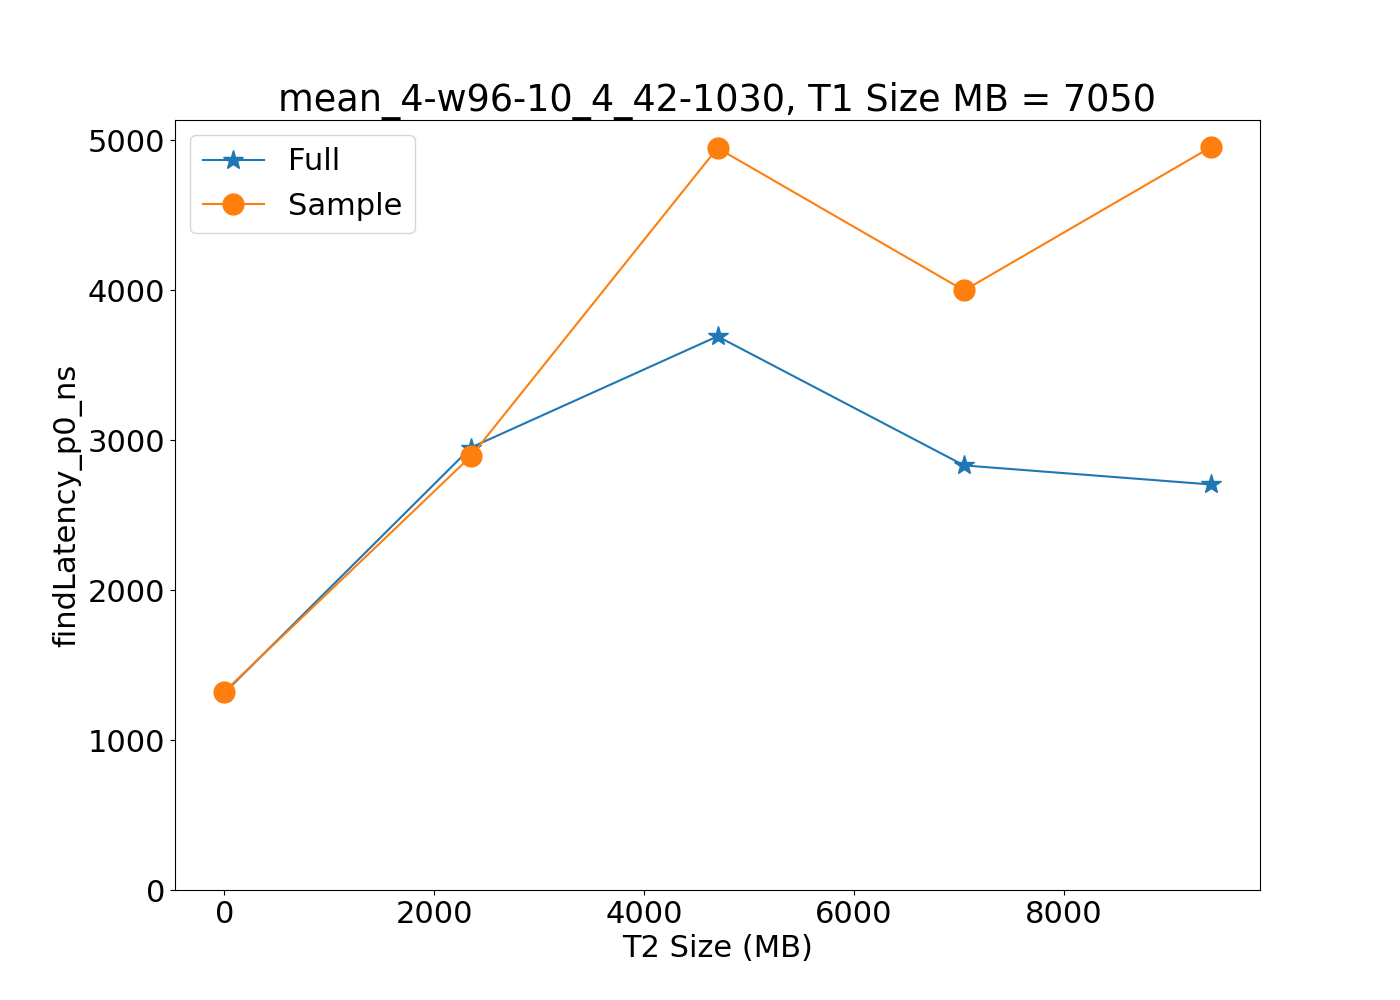 mean_4-w96-10_4_42-1030, T1 Size MB = 7050
Full
Sample
findLatency_p0_ns
5000
4000
3000
2000
1000
0
0 2000 4000 6000 8000
T2 Size (MB)